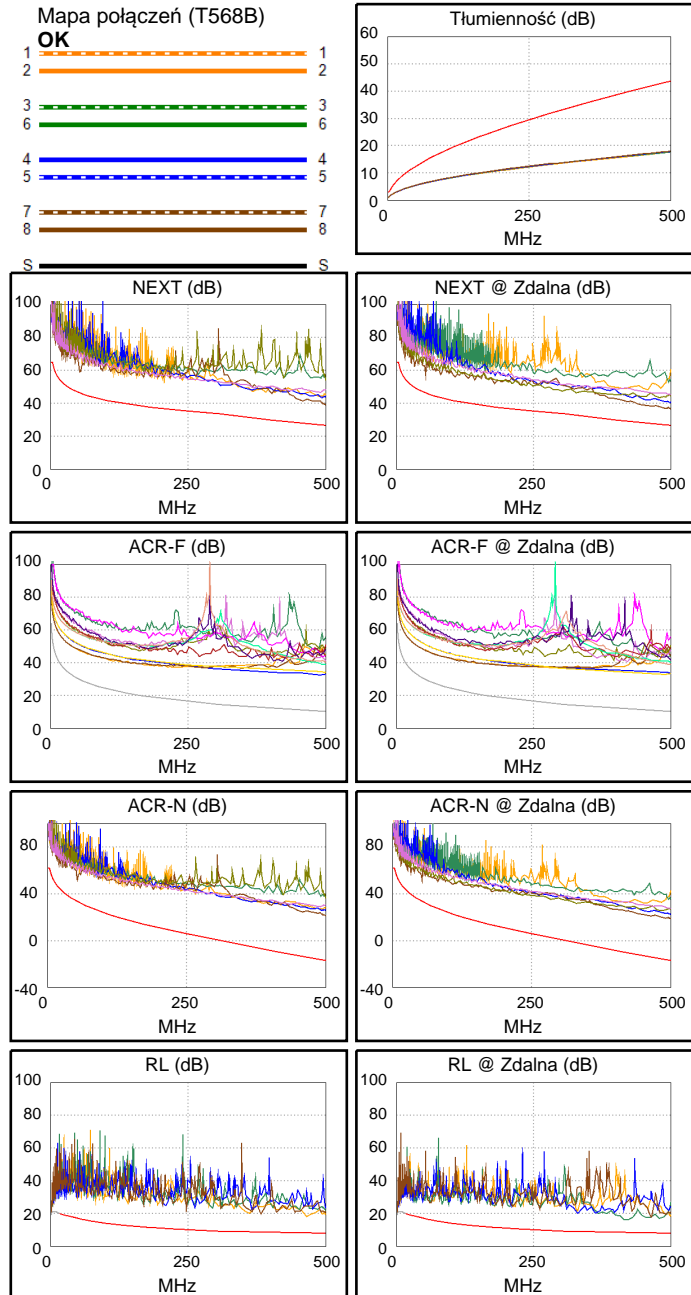 Mapa połączeń (T568B)
OK
1 1
2 2
3 3
6 6
4 4
5 5
7 7
8 8
S S
Tłumienność (dB)
60
50
40
30
20
10
0
0 250 500
MHz
NEXT (dB)
100
80
60
40
20
0
0 250 500
MHz
NEXT @ Zdalna (dB)
100
80
60
40
20
0
0 250 500
MHz
ACR-F (dB)
100
80
60
40
20
0
0 250 500
MHz
ACR-F @ Zdalna (dB)
100
80
60
40
20
0
0 250 500
MHz
ACR-N (dB)
80
40
0
-40
0 250 500
MHz
ACR-N @ Zdalna (dB)
80
40
0
-40
0 250 500
MHz
RL (dB)
100
80
60
40
20
0
0 250 500
MHz
RL @ Zdalna (dB)
100
80
60
40
20
0
0 250 500
MHz